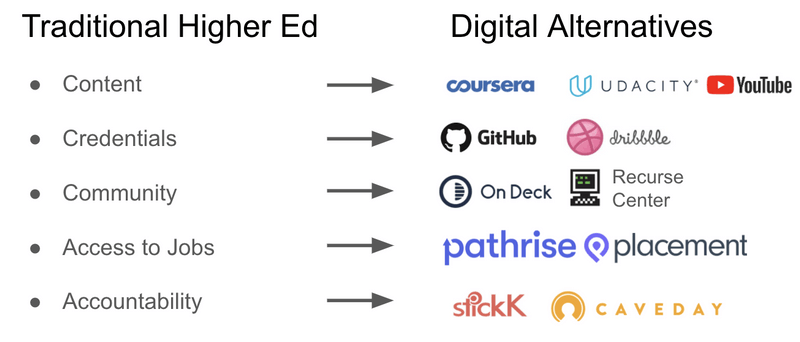 Traditional Higher Ed Digital Alternatives
● Content coursera UDACITY® YouTube
● Credentials GitHub dribbble
● Community On Deck Recurse
Center
● Access to Jobs pathrise placement
● Accountability stickK CAVEDAY